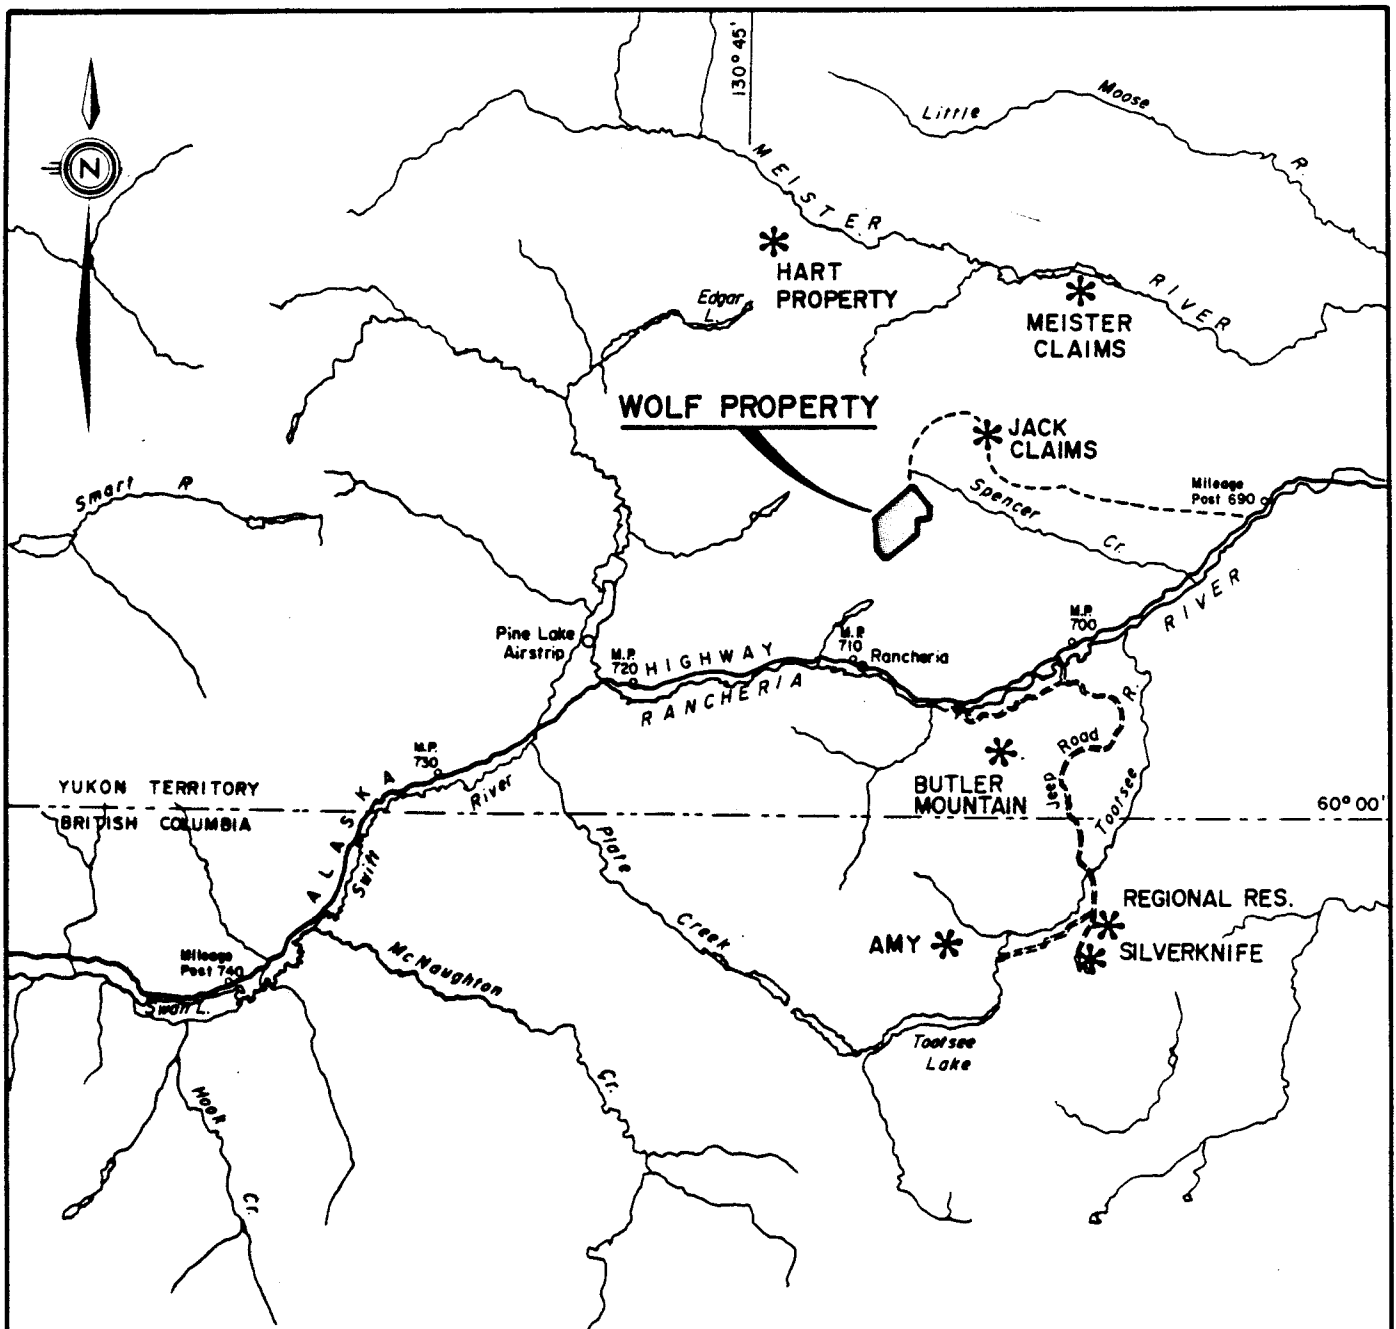 130° 45'
Little Moose R.
N
MEISTER RIVER
HART
PROPERTY
Edgar
L.
MEISTER
CLAIMS
WOLF PROPERTY
JACK
CLAIMS
Smart R
Mileage
Post 690
Spencer Cr.
RIVER
M.P.
700
Pine Lake
Airstrip
M.P.
710
Rancheria
M.P.
720
HIGHWAY
RANCHERIA
R.
Road
M.P.
730
River
BUTLER
MOUNTAIN
Jeep
Tootsee
YUKON TERRITORY
BRITISH COLUMBIA
60° 00'
ALASKA
Swift
Plate Creek
REGIONAL RES.
AMY
SILVERKNIFE
Mileage
Post 740
McNaughton Cr.
Swan L.
Tootsee
Lake
Hook Cr.